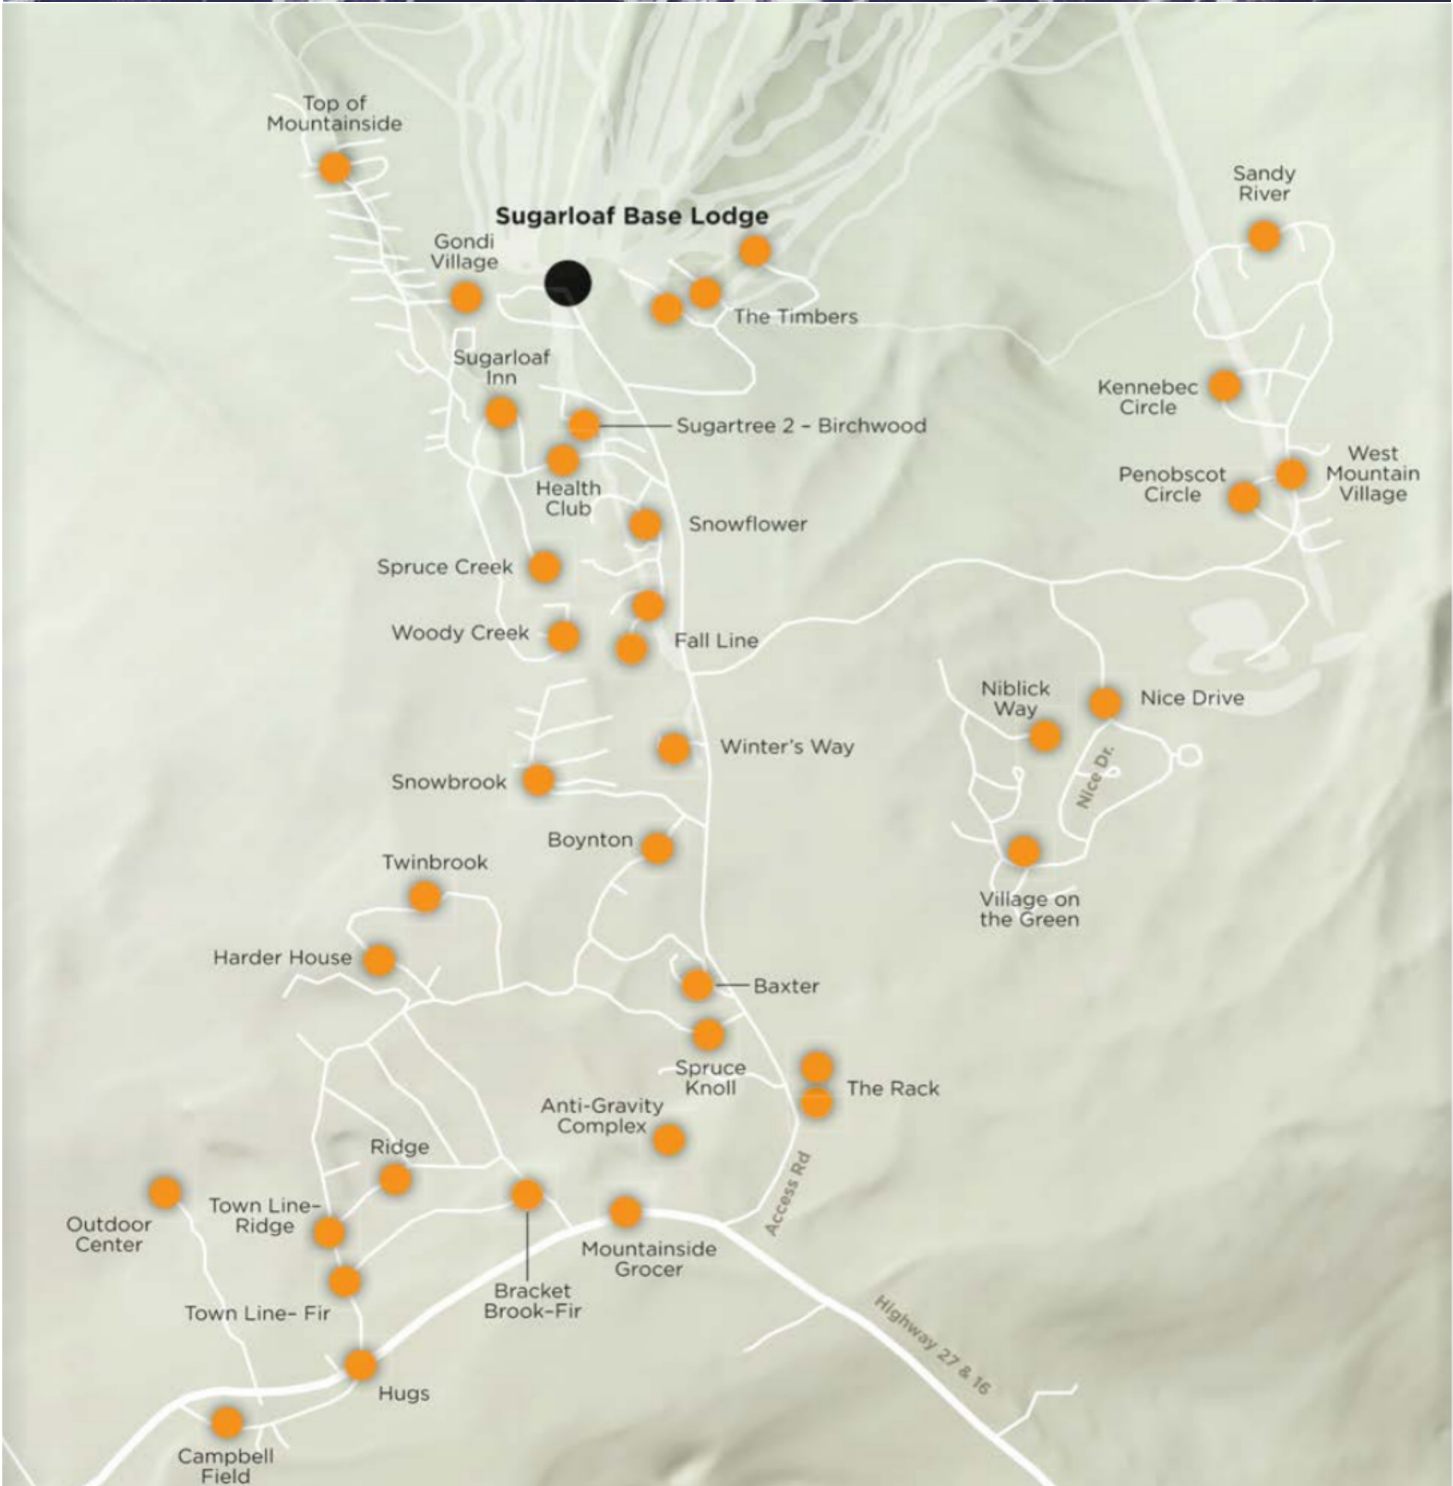 Top of
Mountainside
Sandy
River
Sugarloaf Base Lodge
Gondi
Village
The Timbers
Sugarloaf
Inn
Kennebec
Circle
Sugartree 2 – Birchwood
West
Mountain
Village
Penobscot
Circle
Health
Club
Snowflower
Spruce Creek
Woody Creek
Fall Line
Niblick
Way
Nice Drive
Winter's Way
Nice Dr.
Snowbrook
Boynton
Twinbrook
Village on
the Green
Harder House
Baxter
Spruce
Knoll
The Rack
Anti-Gravity
Complex
Ridge
Access Rd
Town Line–
Ridge
Outdoor
Center
Mountainside
Grocer
Bracket
Brook–Fir
Town Line– Fir
Highway 27 & 16
Hugs
Campbell
Field